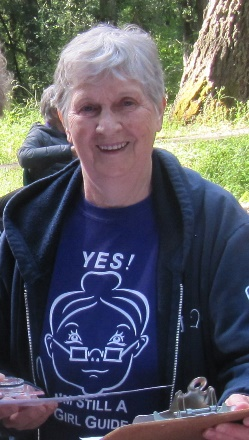 YES!
I'M STILL A
GIRL GUIDE